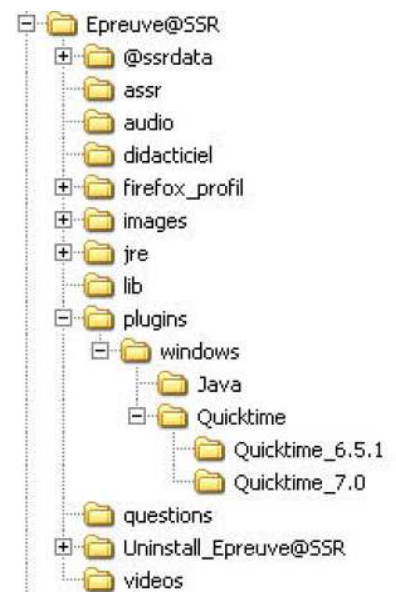 Epreuve@SSR
@ssrdata
assr
audio
didacticiel
firefox_profil
images
jre
lib
plugins
windows
Java
Quicktime
Quicktime_6.5.1
Quicktime_7.0
questions
Uninstall_Epreuve@SSR
videos